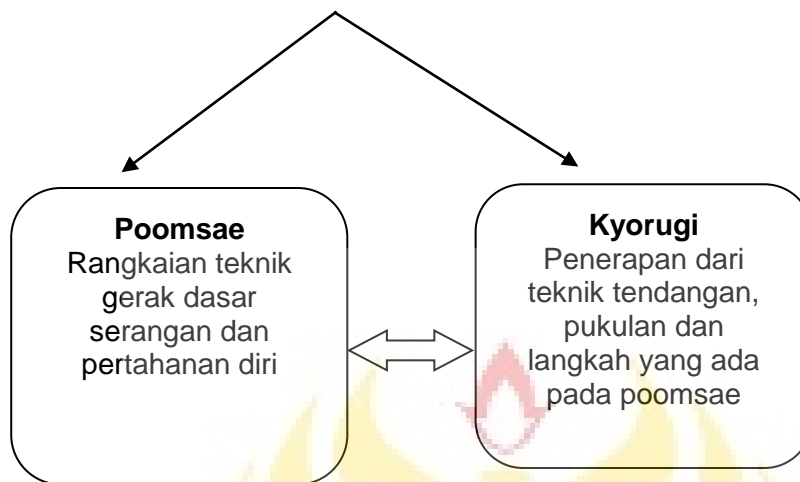 Poomsae
Rangkaian teknik
gerak dasar
serangan dan
pertahanan diri
Kyorugi
Penerapan dari
teknik tendangan,
pukulan dan
langkah yang ada
pada poomsae